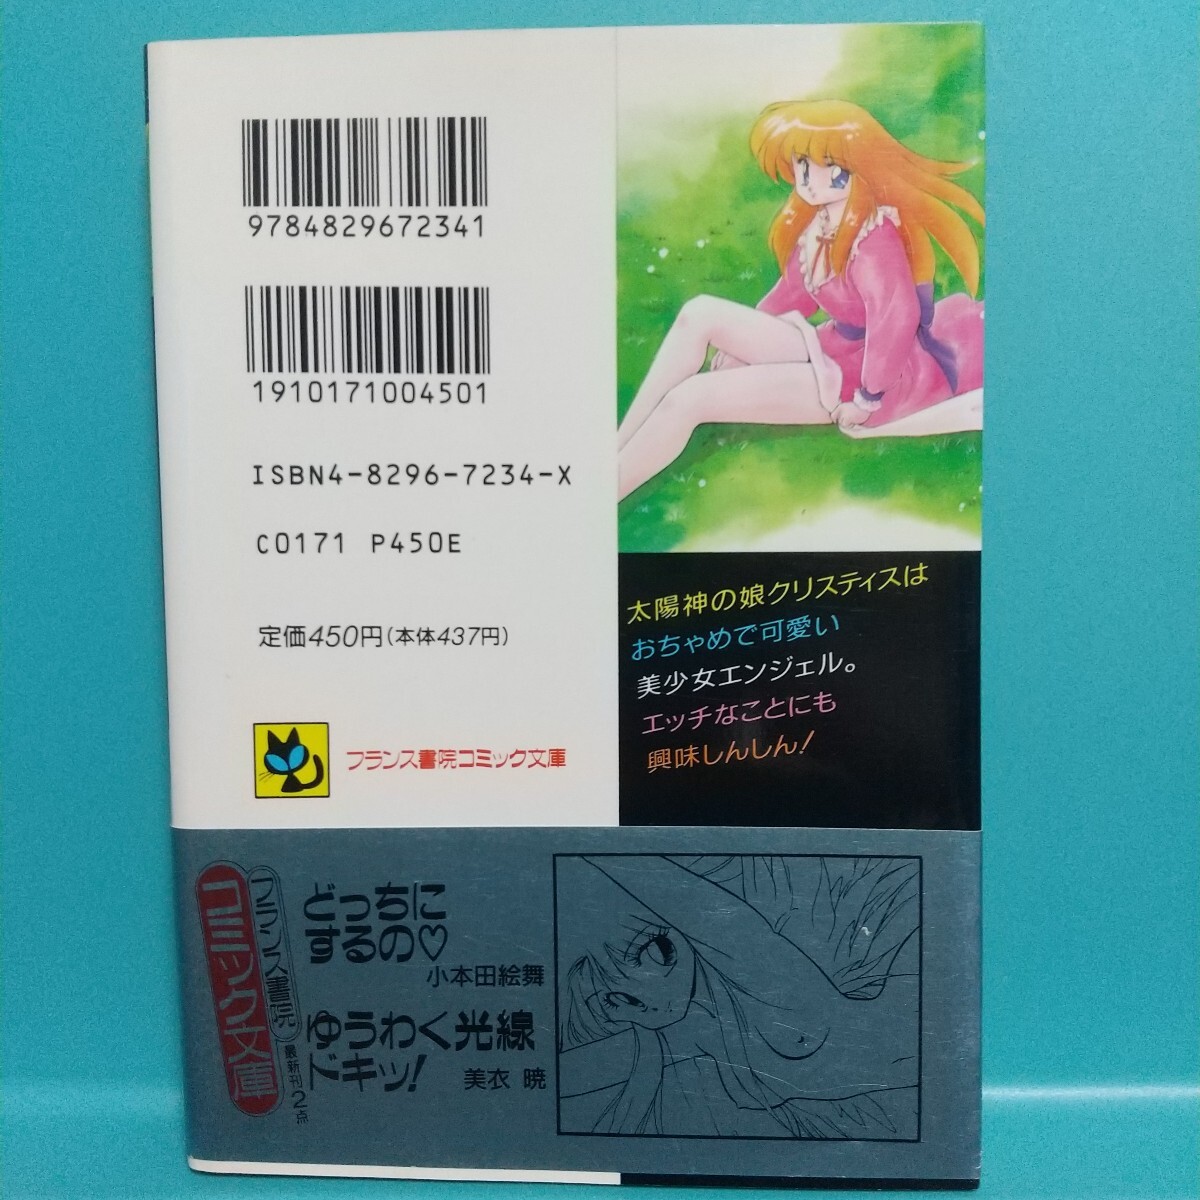 9784829672341
1910171004501
ISBN4-8296-7234-X
C0171 P450E
定価450円(本体437円)
フランス書院コミック文庫
太陽神の娘クリスティスは
おちゃめで可愛い
美少女エンジェル。
エッチなことにも
興味しんしん!
フランス書院
コミック文庫
最新刊2点
どっちに
するの♡
小本田絵舞
ゆうわく光線
ドキッ!
美衣 暁